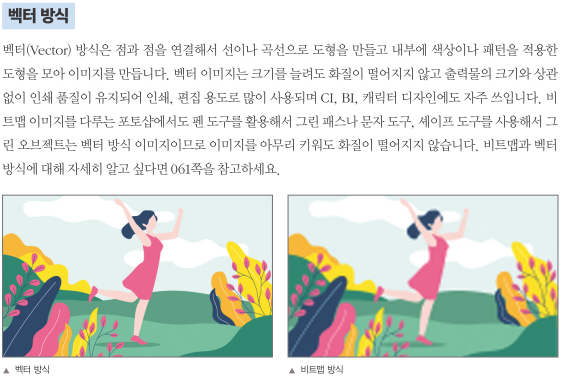 벡터 방식
벡터(Vector) 방식은 점과 점을 연결해서 선이나 곡선으로 도형을 만들고 내부에 색상이나 패턴을 적용한
도형을 모아 이미지를 만듭니다. 벡터 이미지는 크기를 늘려도 화질이 떨어지지 않고 출력물의 크기와 상관
없이 인쇄 품질이 유지되어 인쇄, 편집 용도로 많이 사용되며 CI, BI, 캐릭터 디자인에도 자주 쓰입니다. 비
트맵 이미지를 다루는 포토샵에서도 펜 도구를 활용해서 그린 패스나 문자 도구, 셰이프 도구를 사용해서 그
린 오브젝트는 벡터 방식 이미지이므로 이미지를 아무리 키워도 화질이 떨어지지 않습니다. 비트맵과 벡터
방식에 대해 자세히 알고 싶다면 061쪽을 참고하세요.
▲ 벡터 방식
▲ 비트맵 방식